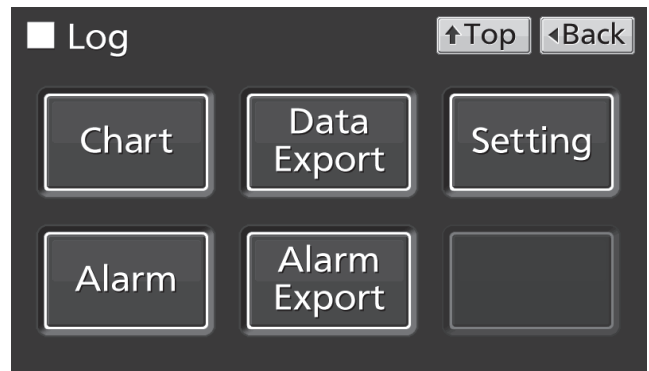 Log
↑Top
◂Back
Chart
Data
Export
Setting
Alarm
Alarm
Export